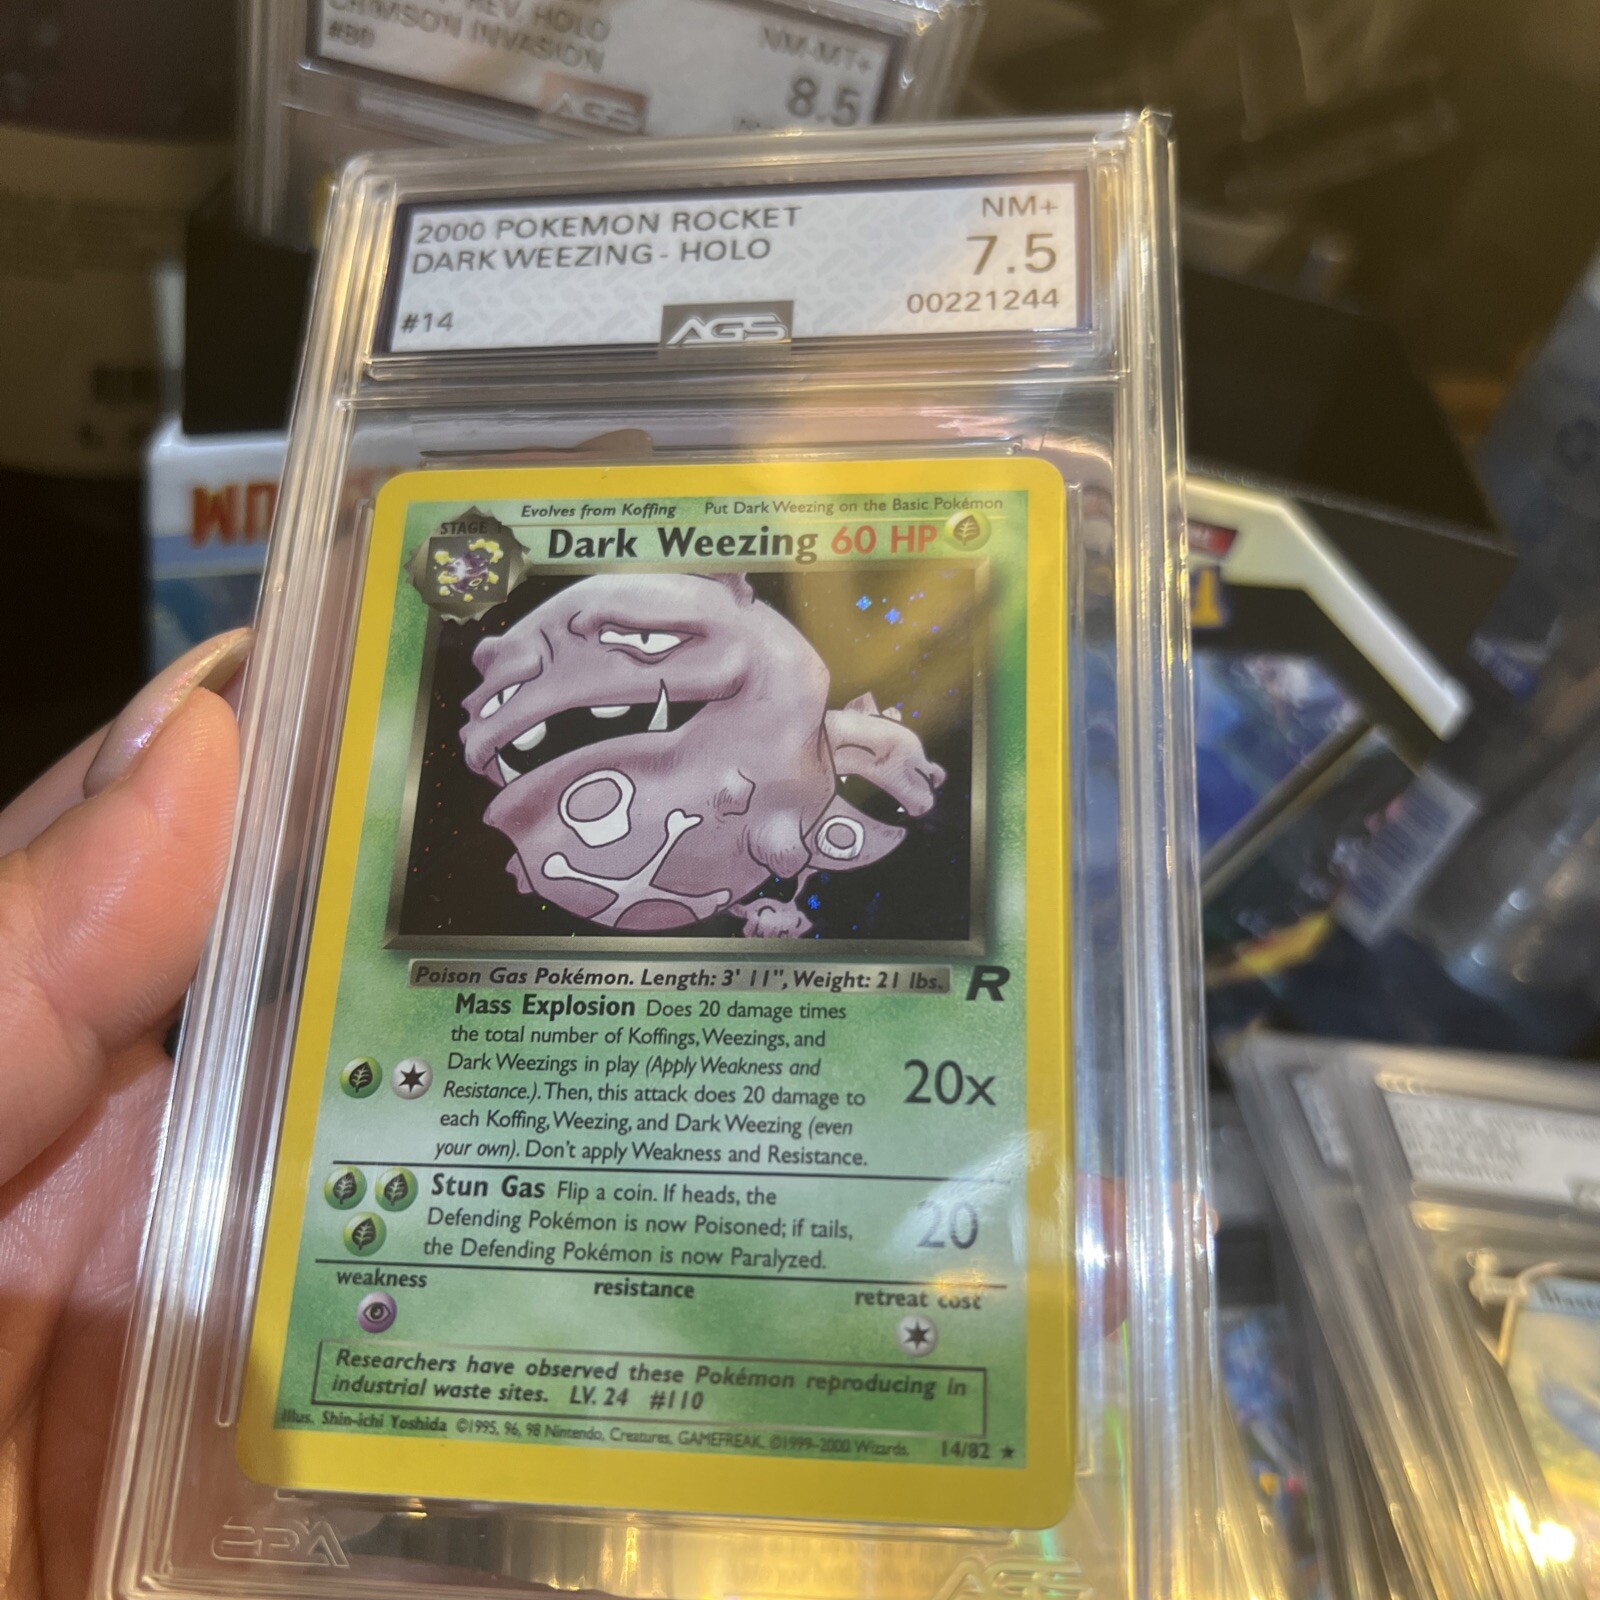 REV. HOLO
CRIMSON INVASION
#80
NM-MT+
8.5
AGS
2000 POKEMON ROCKET
DARK WEEZING - HOLO
#14
NM+
7.5
00221244
AGS
STAGE 1
Evolves from Koffing Put Dark Weezing on the Basic Pokémon
Dark Weezing 60 HP
Poison Gas Pokémon. Length: 3' 11", Weight: 21 lbs.
R
Mass Explosion Does 20 damage times
the total number of Koffings, Weezings, and
Dark Weezings in play (Apply Weakness and
Resistance.). Then, this attack does 20 damage to
each Koffing, Weezing, and Dark Weezing (even
your own). Don't apply Weakness and Resistance.
20x
Stun Gas Flip a coin. If heads, the
Defending Pokémon is now Poisoned; if tails,
the Defending Pokémon is now Paralyzed.
20
weakness
resistance
retreat cost
Researchers have observed these Pokémon reproducing in
industrial waste sites. LV. 24 #110
Illus. Shin-ichi Yoshida ©1995, 96, 98 Nintendo, Creatures, GAMEFREAK. ©1999-2000 Wizards.
14/82 ★
AGS